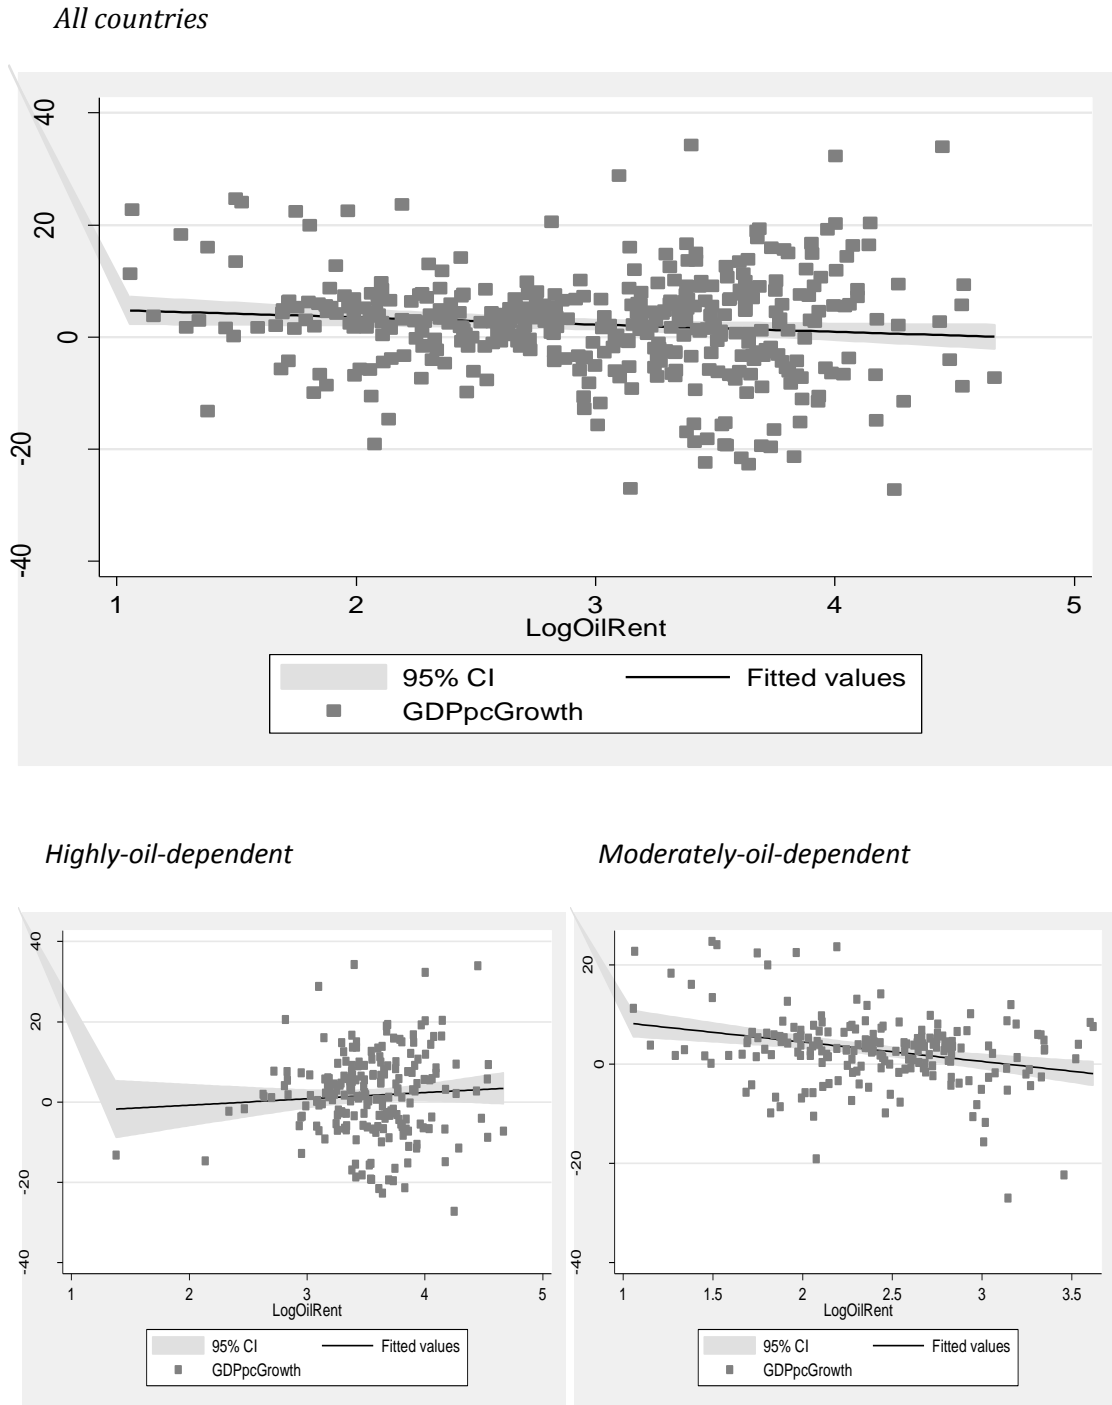 All countries
40
20
0
-20
-40
1 2 3 4 5
LogOilRent
95% CI Fitted values
GDPpcGrowth
Highly-oil-dependent
40
20
0
-20
-40
1 2 3 4 5
LogOilRent
95% CI Fitted values
GDPpcGrowth
Moderately-oil-dependent
20
0
-20
-40
1 1.5 2 2.5 3 3.5
LogOilRent
95% CI Fitted values
GDPpcGrowth